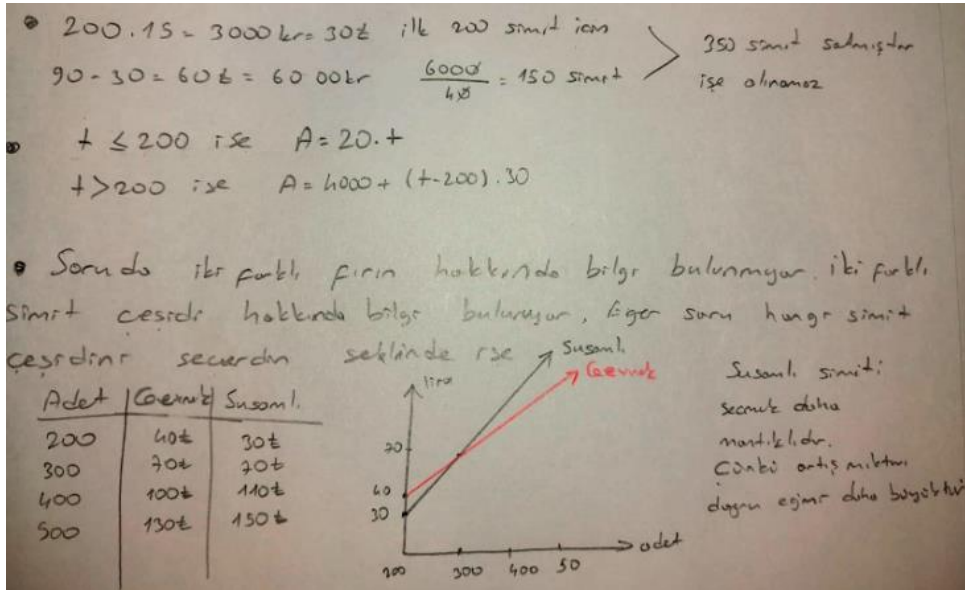 200.15 = 3000 kr = 30₺ ilk 200 simit için
90-30 = 60₺ = 6000kr 6000/40 = 150 simit
350 simit satmıştır
işe alınamaz
t ≤ 200 ise A = 20.t
t > 200 ise A = 4000 + (t-200).30
Soruda iki farklı fırın hakkında bilgi bulunmuyor. iki farklı
Simit çeşidi hakkında bilgi bulunuyor. Eğer soru hangi simit
çeşidini seçerdin şeklinde ise
Adet Gevrek Susamlı
200 40₺ 30₺
300 70₺ 70₺
400 100₺ 110₺
500 130₺ 150₺
Susamlı
Gevrek
lira
70
40
30
200 300 400 50
adet
Susamlı simiti
seçmek daha
mantıklıdır.
Çünkü artış miktarı
doğru eğimi daha büyüktür